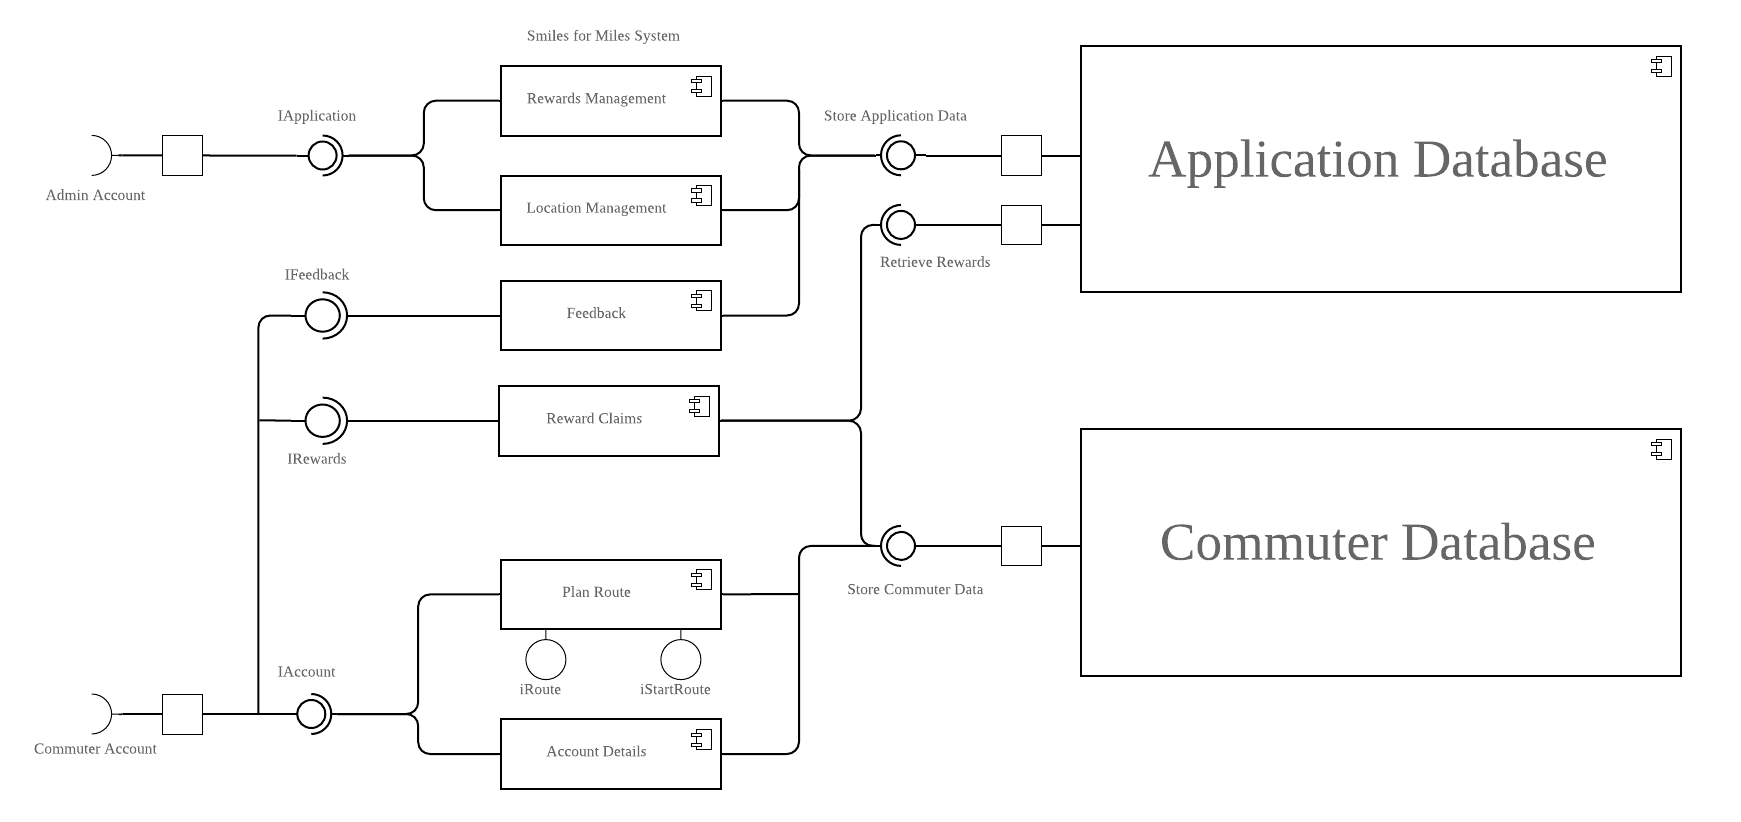 Smiles for Miles System
Rewards Management
IApplication
Store Application Data
Application Database
Admin Account
Location Management
Retrieve Rewards
IFeedback
Feedback
Reward Claims
IRewards
Commuter Database
Plan Route
Store Commuter Data
IAccount
iRoute
iStartRoute
Commuter Account
Account Details